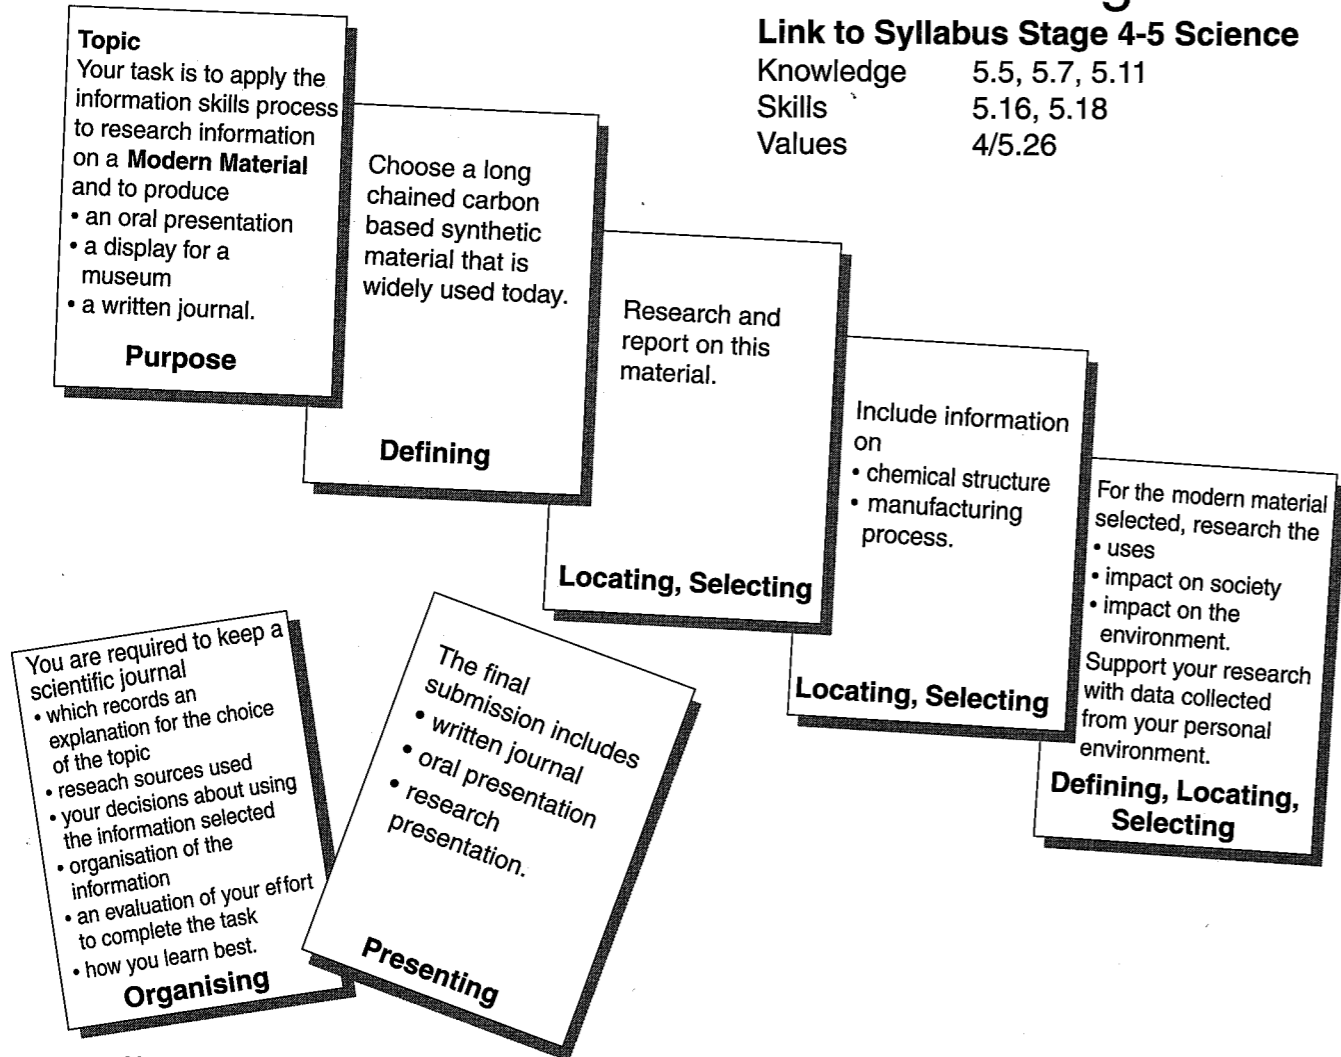 Link to Syllabus Stage 4-5 Science
Knowledge 5.5, 5.7, 5.11
Skills 5.16, 5.18
Values 4/5.26
Topic
Your task is to apply the
information skills process
to research information
on a Modern Material
and to produce
• an oral presentation
• a display for a
museum
• a written journal.
Purpose
Choose a long
chained carbon
based synthetic
material that is
widely used today.
Defining
Research and
report on this
material.
Locating, Selecting
Include information
on
• chemical structure
• manufacturing
process.
Locating, Selecting
For the modern material
selected, research the
• uses
• impact on society
• impact on the
environment.
Support your research
with data collected
from your personal
environment.
Defining, Locating,
Selecting
You are required to keep a
scientific journal
• which records an
explanation for the choice
of the topic
• reseach sources used
• your decisions about using
the information selected
• organisation of the
information
• an evaluation of your effort
to complete the task
• how you learn best.
Organising
The final
submission includes
• written journal
• oral presentation
• research
presentation.
Presenting